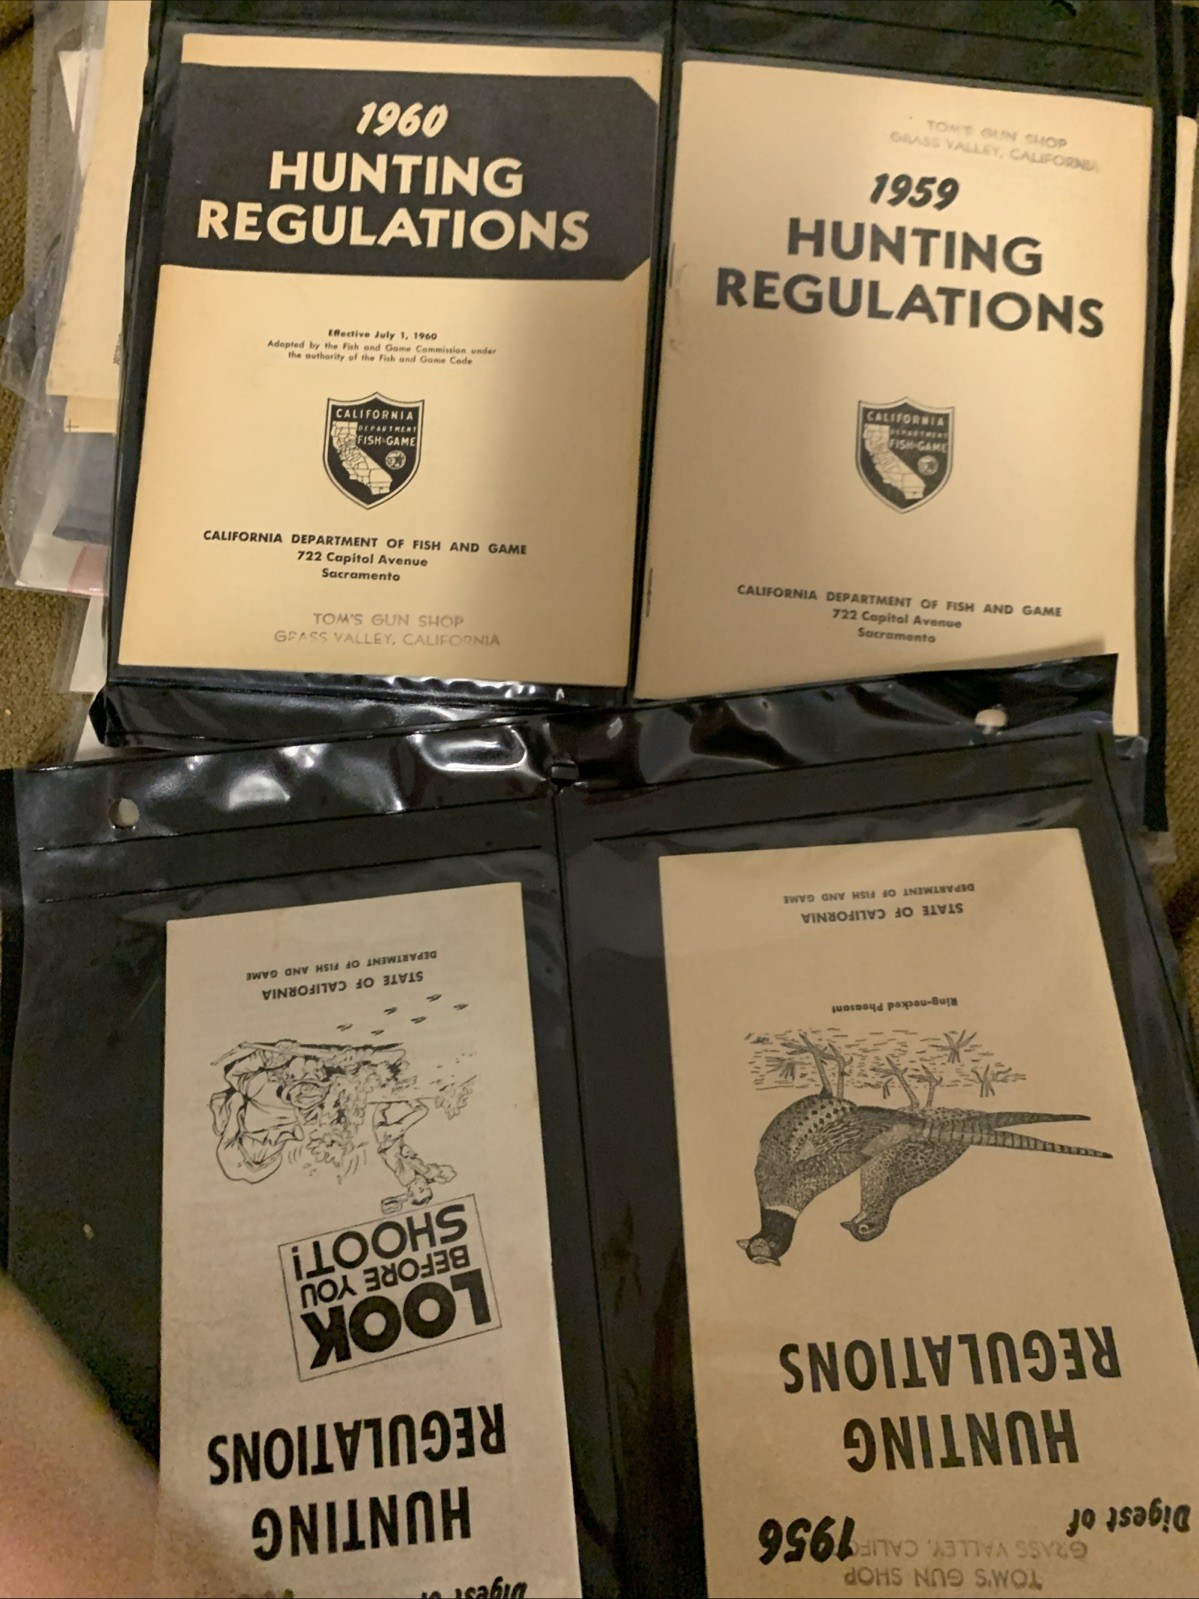 1960
HUNTING
REGULATIONS
Effective July 1, 1960
Adopted by the Fish and Game Commission under
the authority of the Fish and Game Code
CALIFORNIA
DEPARTMENT
FISH & GAME
CALIFORNIA DEPARTMENT OF FISH AND GAME
722 Capitol Avenue
Sacramento
TOM'S GUN SHOP
GRASS VALLEY, CALIFORNIA
TOM'S GUN SHOP
GRASS VALLEY, CALIFORNIA
1959
HUNTING
REGULATIONS
CALIFORNIA
DEPARTMENT
FISH & GAME
CALIFORNIA DEPARTMENT OF FISH AND GAME
722 Capitol Avenue
Sacramento
Digest of
HUNTING
REGULATIONS
LOOK
BEFORE YOU
SHOOT!
STATE OF CALIFORNIA
DEPARTMENT OF FISH AND GAME
TOM'S GUN SHOP
GRASS VALLEY, CALIFO
Digest of 1956
HUNTING
REGULATIONS
Ring-necked Pheasant
STATE OF CALIFORNIA
DEPARTMENT OF FISH AND GAME